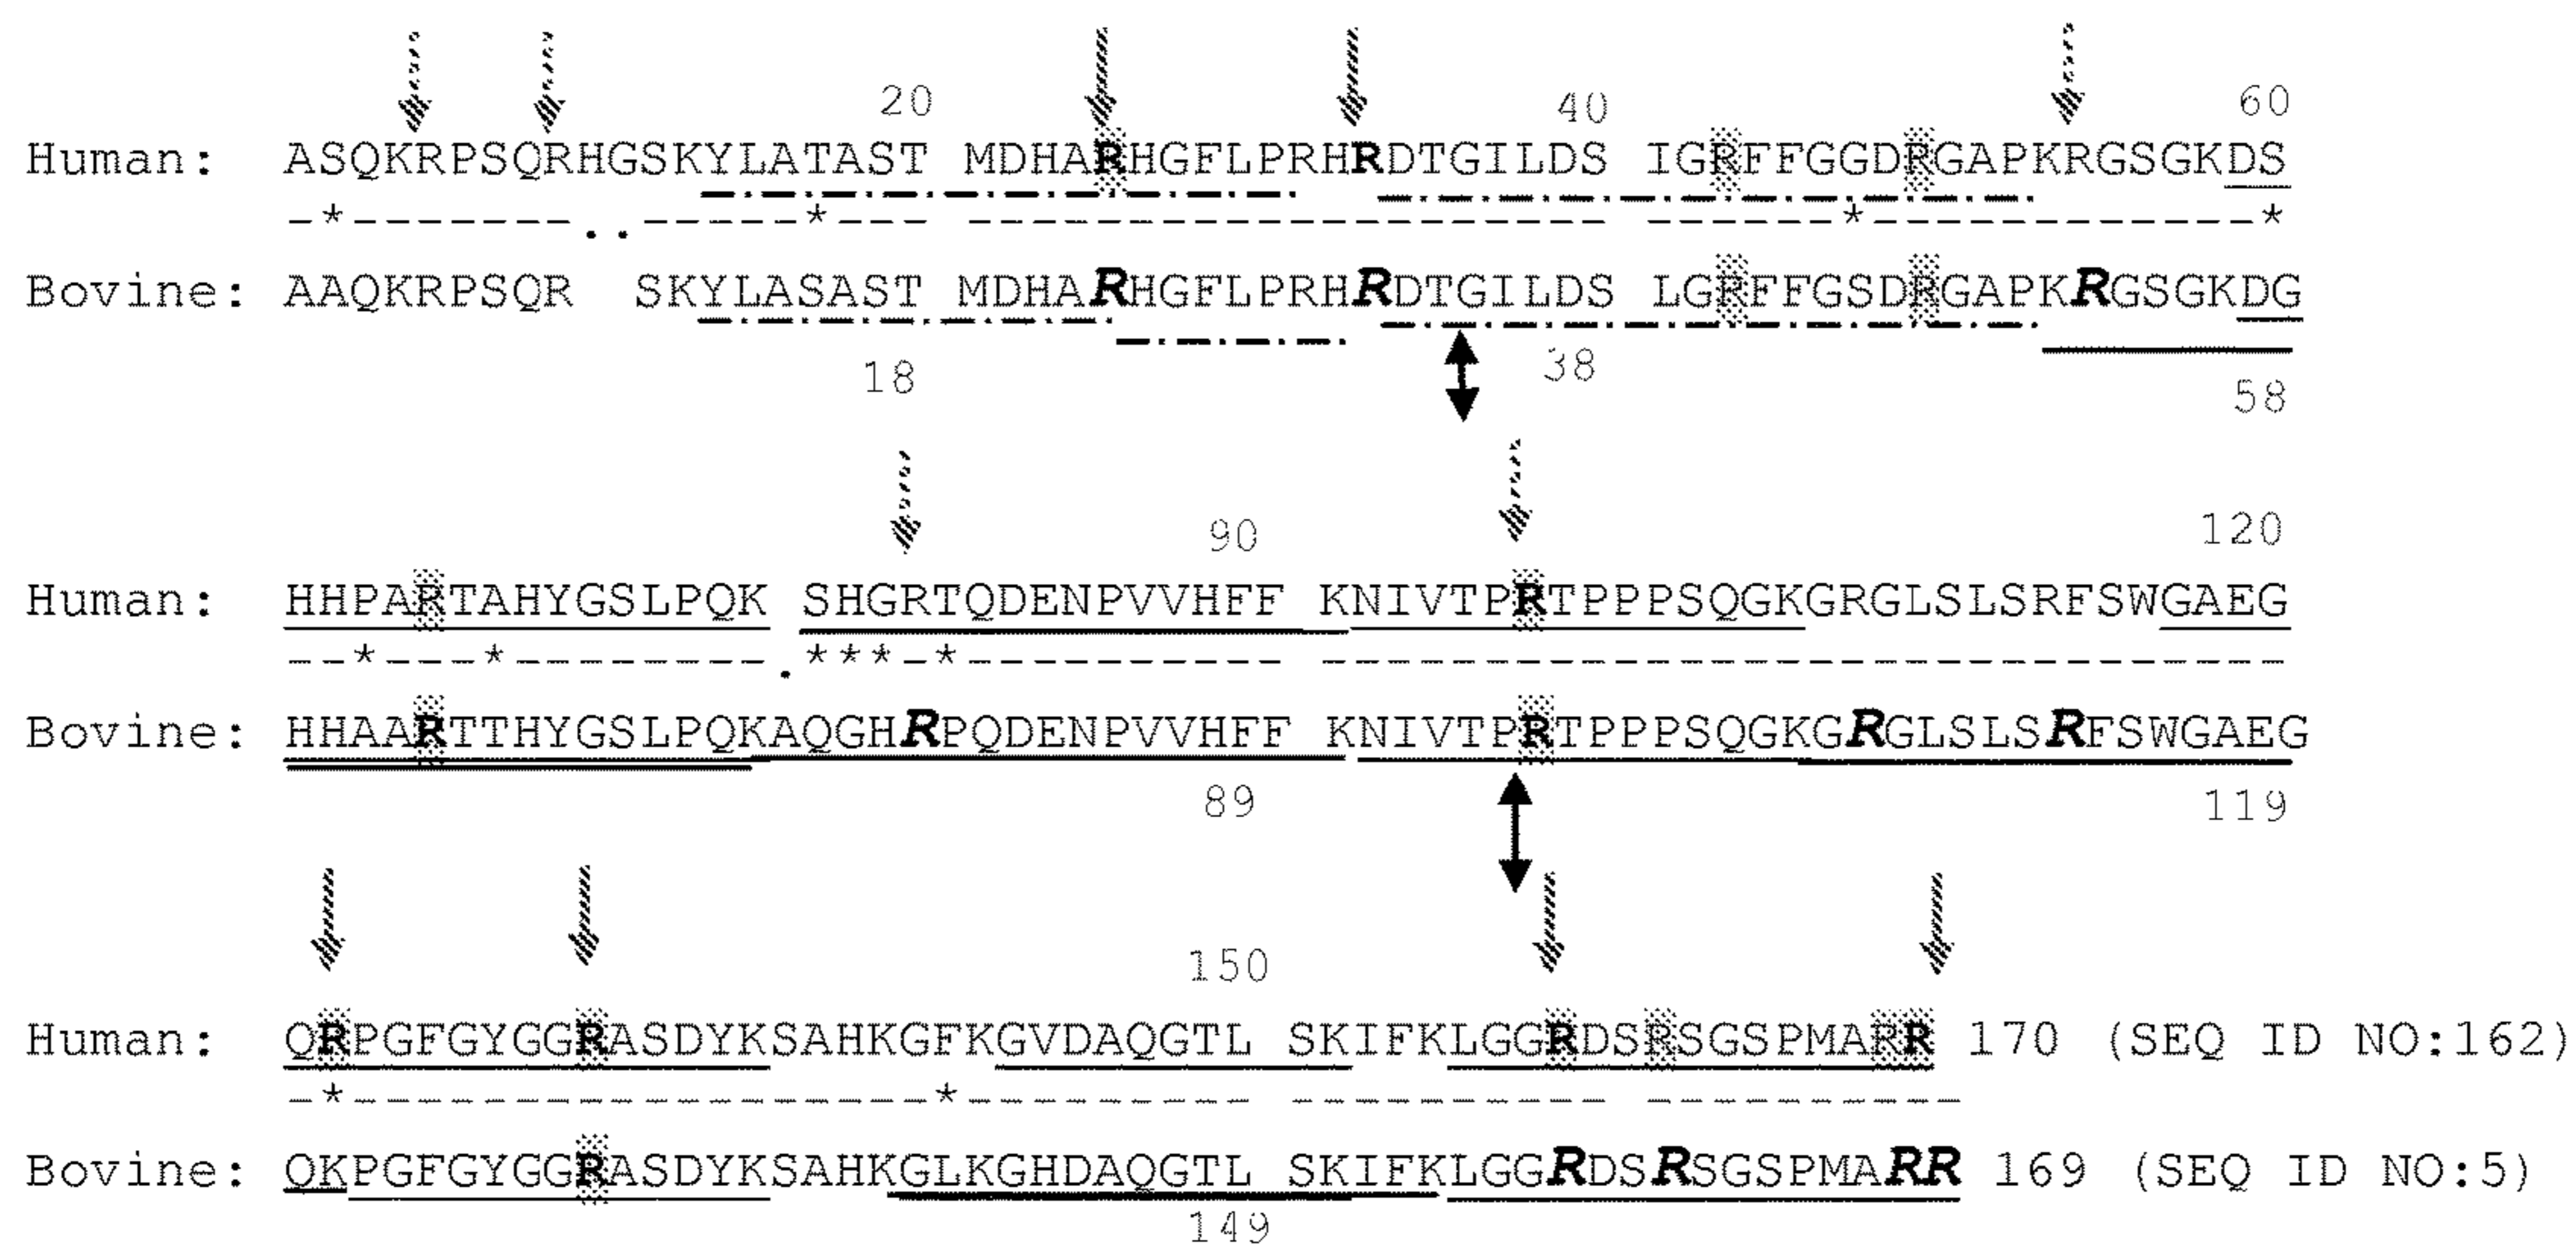 20 40 60
Human: ASQKRPSQRHGSKYLATAST MDHARHGFLPRHRDTGILDS IGRFFGGDRGAPKRGSGKDS
-*-------..-----*--- -------------------- ------*------------*
Bovine: AAQKRPSQR SKYLASAST MDHARHGFLPRHRDTGILDS LGRFFGSDRGAPKRGSGKDG
18 38 58
90 120
Human: HHPARTAHYGSLPQK SHGRTQDENPVVHFF KNIVTPRTPPPSQGKGRGLSLSRFSWGAEG
--*---*--------.***-*---------- ------------------------------
Bovine: HHAARTTHYGSLPQKAQGHRPQDENPVVHFF KNIVTPRTPPPSQGKGRGLSLSRFSWGAEG
89 119
150
Human: QRPGFGYGGRASDYKSAHKGFKGVDAQGTL SKIFKLGGRDSRSGSPMARR 170 (SEQ ID NO:162)
-*------------------*--------- ---------- ----------
Bovine: QKPGFGYGGRASDYKSAHKGLKGHDAQGTL SKIFKLGGRDSRSGSPMARR 169 (SEQ ID NO:5)
149